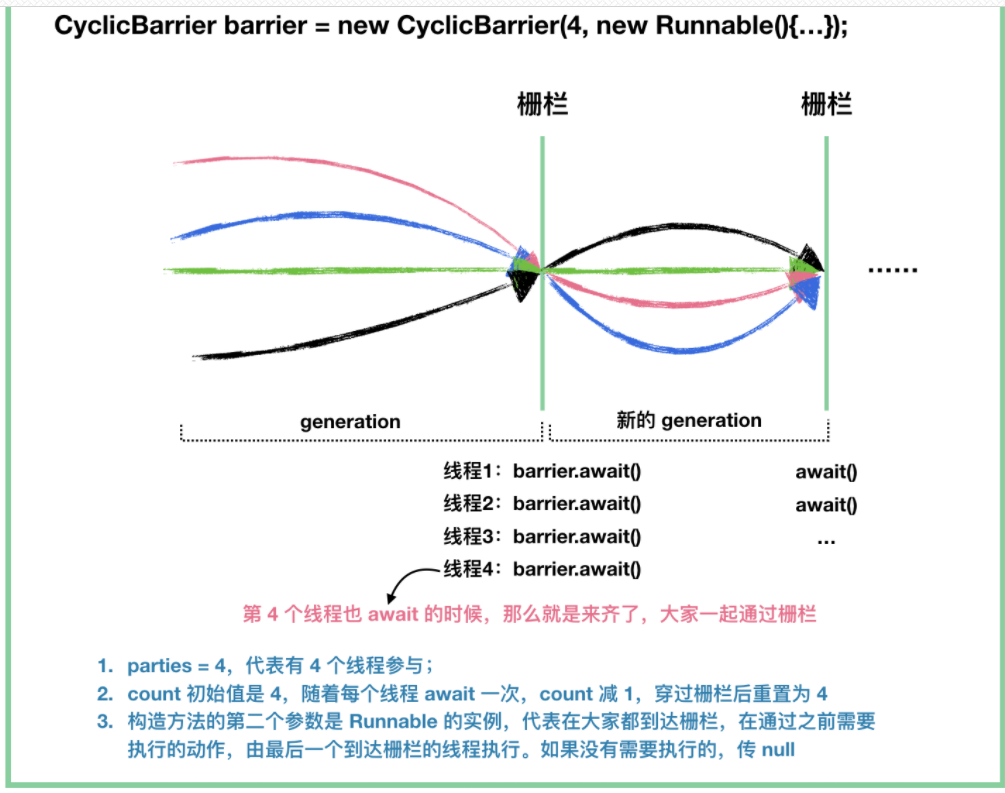 CyclicBarrier barrier = new CyclicBarrier(4, new Runnable(){…});
栅栏 栅栏
……
generation 新的 generation
线程1：barrier.await() await()
线程2：barrier.await() await()
线程3：barrier.await() …
线程4：barrier.await()
第 4 个线程也 await 的时候，那么就是来齐了，大家一起通过栅栏
1. parties = 4，代表有 4 个线程参与；
2. count 初始值是 4，随着每个线程 await 一次，count 减 1，穿过栅栏后重置为 4
3. 构造方法的第二个参数是 Runnable 的实例，代表在大家都到达栅栏，在通过之前需要
执行的动作，由最后一个到达栅栏的线程执行。如果没有需要执行的，传 null